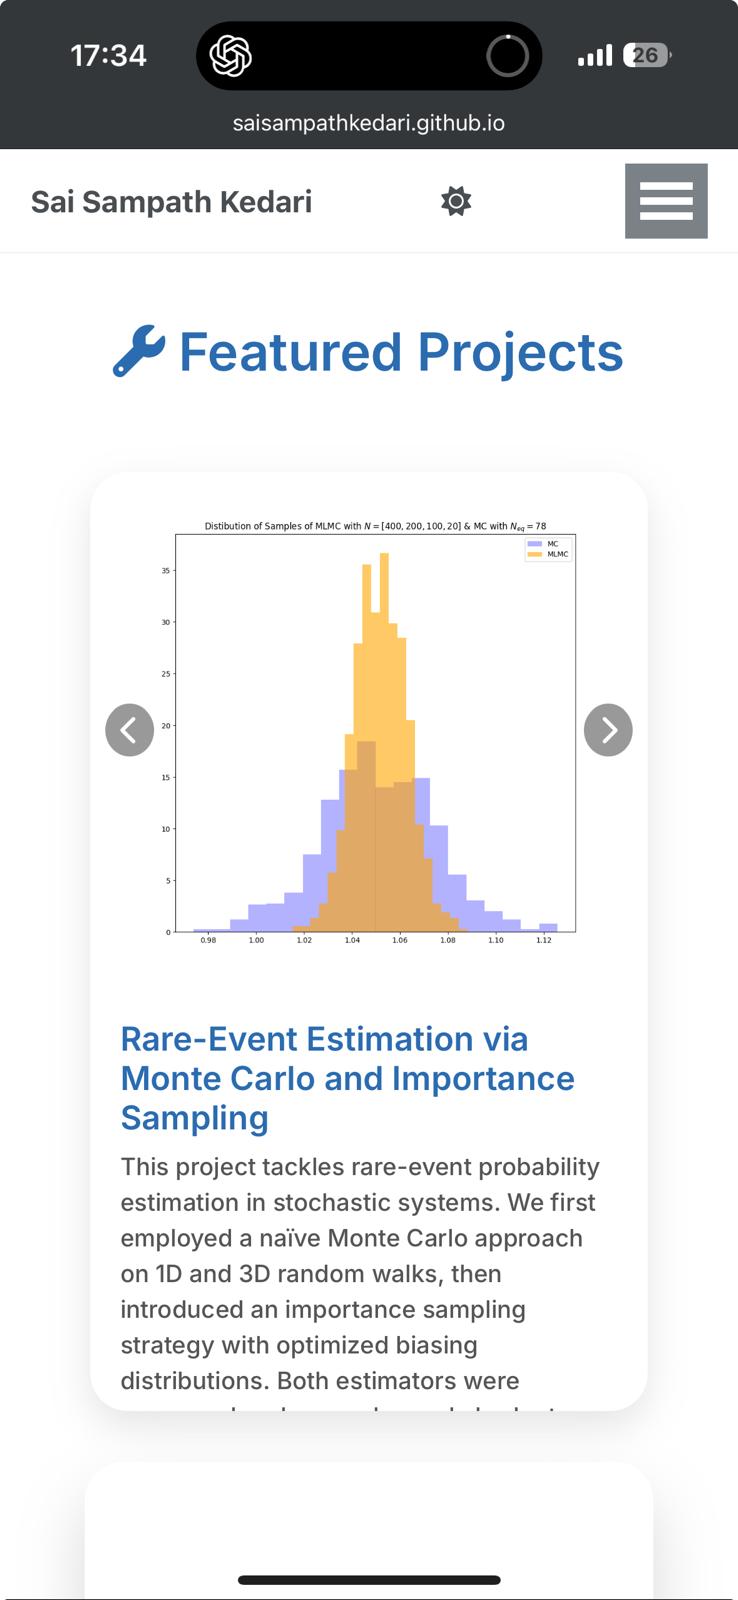 17:34
26
saisampathkedari.github.io
Sai Sampath Kedari
Featured Projects
Distibution of Samples of MLMC with N = [400, 200, 100, 20] & MC with N_eq = 78
MC
MLMC
35
30
25
20
15
10
5
0
0.98 1.00 1.02 1.04 1.06 1.08 1.10 1.12
Rare-Event Estimation via
Monte Carlo and Importance
Sampling
This project tackles rare-event probability
estimation in stochastic systems. We first
employed a naïve Monte Carlo approach
on 1D and 3D random walks, then
introduced an importance sampling
strategy with optimized biasing
distributions. Both estimators were